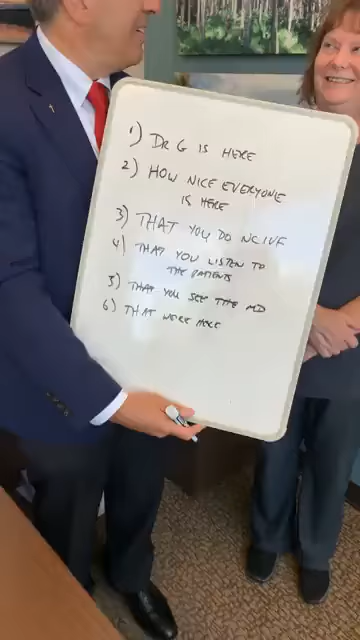 1) DR G IS HERE
2) HOW NICE EVERYONE
IS HERE
3) THAT YOU DO NC IVF
4) THAT YOU LISTEN TO
THE PATIENTS
5) THAT YOU SEE THE MD
6) THAT WERE HERE